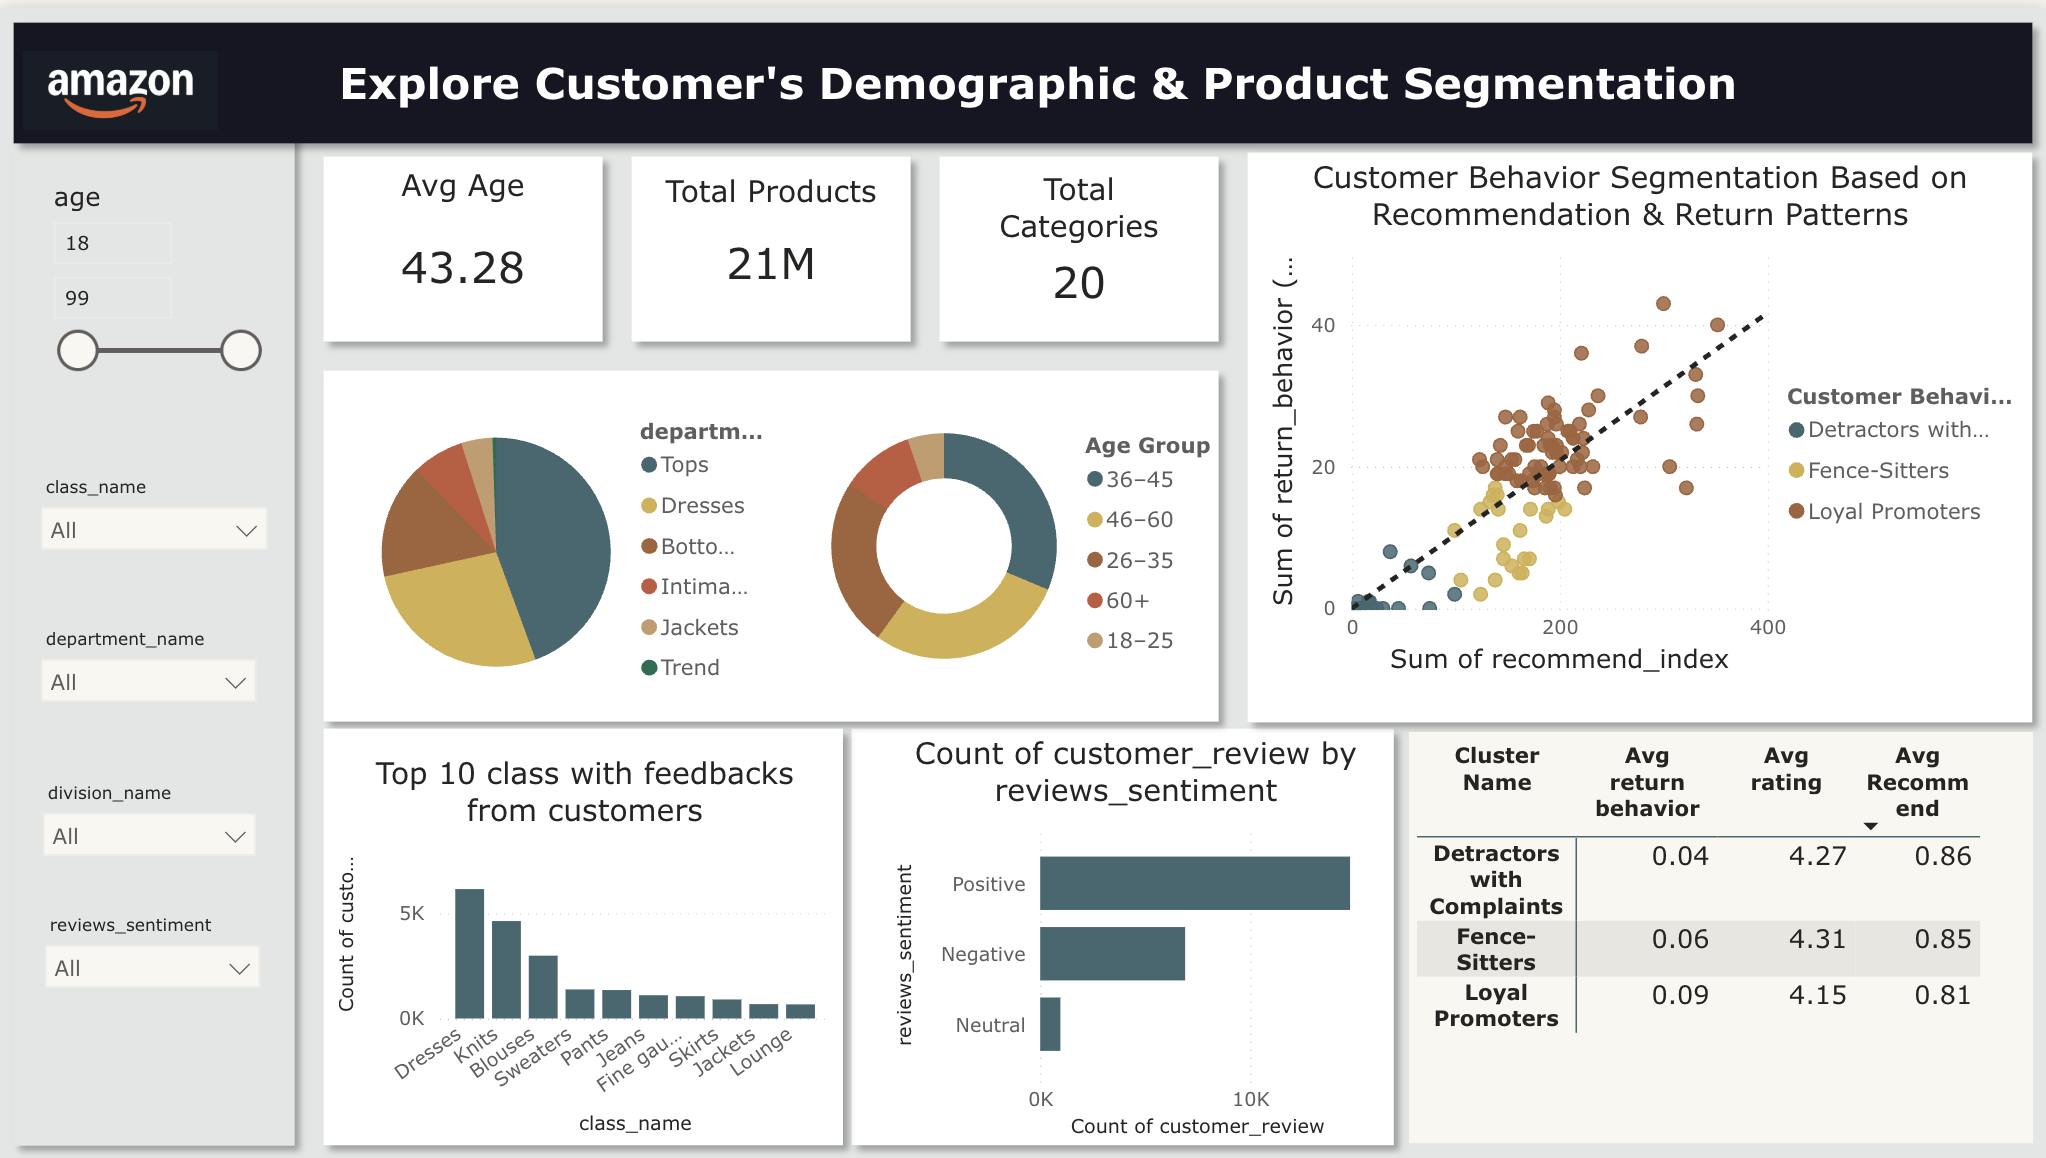 amazon
Explore Customer's Demographic & Product Segmentation
age
18
99
class_name
All
department_name
All
division_name
All
reviews_sentiment
All
Avg Age
43.28
Total Products
21M
Total
Categories
20
departm...
Tops
Dresses
Botto...
Intima...
Jackets
Trend
Age Group
36–45
46–60
26–35
60+
18–25
Customer Behavior Segmentation Based on
Recommendation & Return Patterns
Sum of return_behavior (...
40
20
0
0
200
400
Sum of recommend_index
Customer Behavi...
Detractors with...
Fence-Sitters
Loyal Promoters
Top 10 class with feedbacks
from customers
Count of custo...
5K
0K
Dresses
Knits
Blouses
Sweaters
Pants
Jeans
Fine gau...
Skirts
Jackets
Lounge
class_name
Count of customer_review by
reviews_sentiment
reviews_sentiment
Positive
Negative
Neutral
0K
10K
Count of customer_review
Cluster
Name
Avg
return
behavior
Avg
rating
Avg
Recomm
end
Detractors
with
Complaints
0.04
4.27
0.86
Fence-
Sitters
0.06
4.31
0.85
Loyal
Promoters
0.09
4.15
0.81